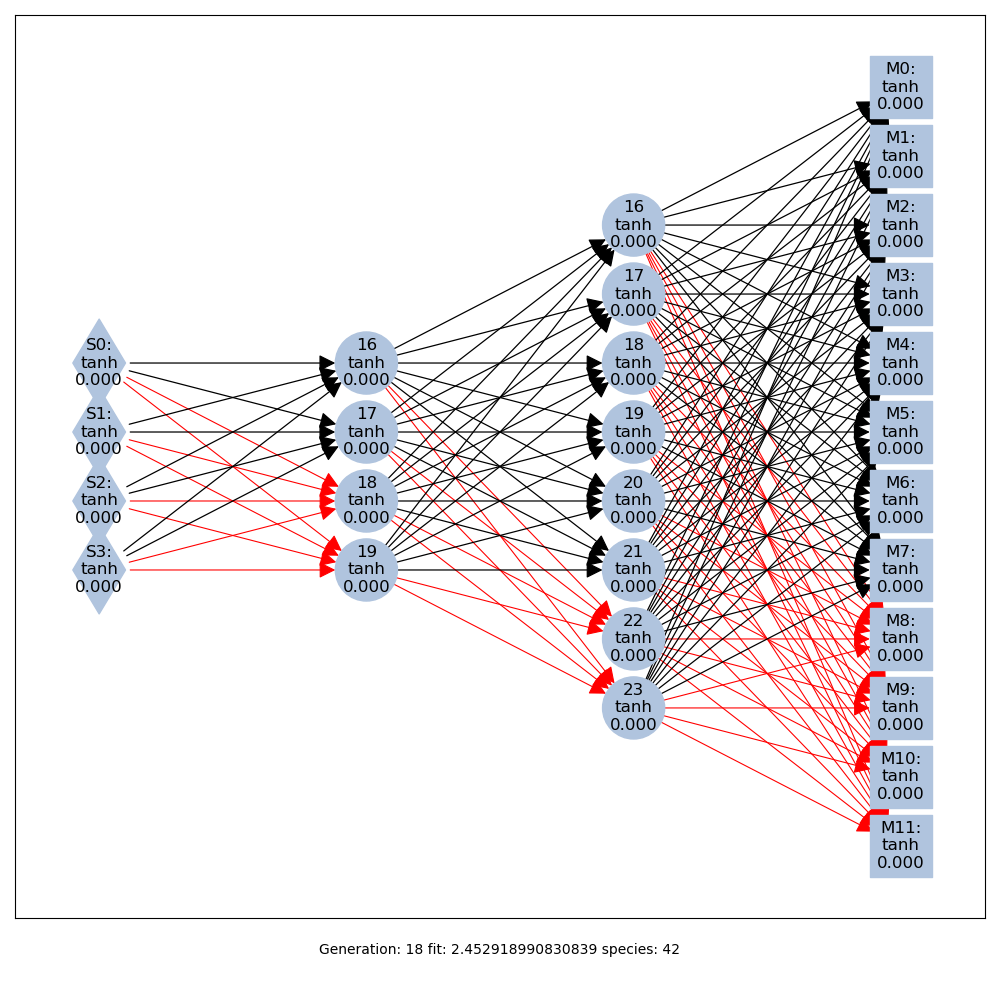 S0:
tanh
0.000
S1:
tanh
0.000
S2:
tanh
0.000
S3:
tanh
0.000
16
tanh
0.000
17
tanh
0.000
18
tanh
0.000
19
tanh
0.000
16
tanh
0.000
17
tanh
0.000
18
tanh
0.000
19
tanh
0.000
20
tanh
0.000
21
tanh
0.000
22
tanh
0.000
23
tanh
0.000
M0:
tanh
0.000
M1:
tanh
0.000
M2:
tanh
0.000
M3:
tanh
0.000
M4:
tanh
0.000
M5:
tanh
0.000
M6:
tanh
0.000
M7:
tanh
0.000
M8:
tanh
0.000
M9:
tanh
0.000
M10:
tanh
0.000
M11:
tanh
0.000
Generation: 18 fit: 2.452918990830839 species: 42